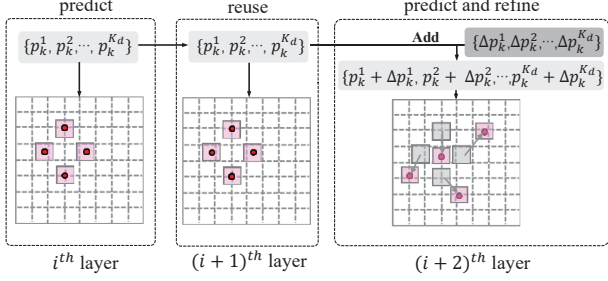 predict
reuse
predict and refine
{p_k^1, p_k^2, ⋯, p_k^{K_d}}
{p_k^1, p_k^2, ⋯, p_k^{K_d}}
Add
{Δp_k^1,Δp_k^2,⋯,Δp_k^{K_d}}
{p_k^1 + Δp_k^1, p_k^2 + Δp_k^2,⋯,p_k^{K_d} + Δp_k^{K_d}}
i^{th} layer
(i + 1)^{th} layer
(i + 2)^{th} layer